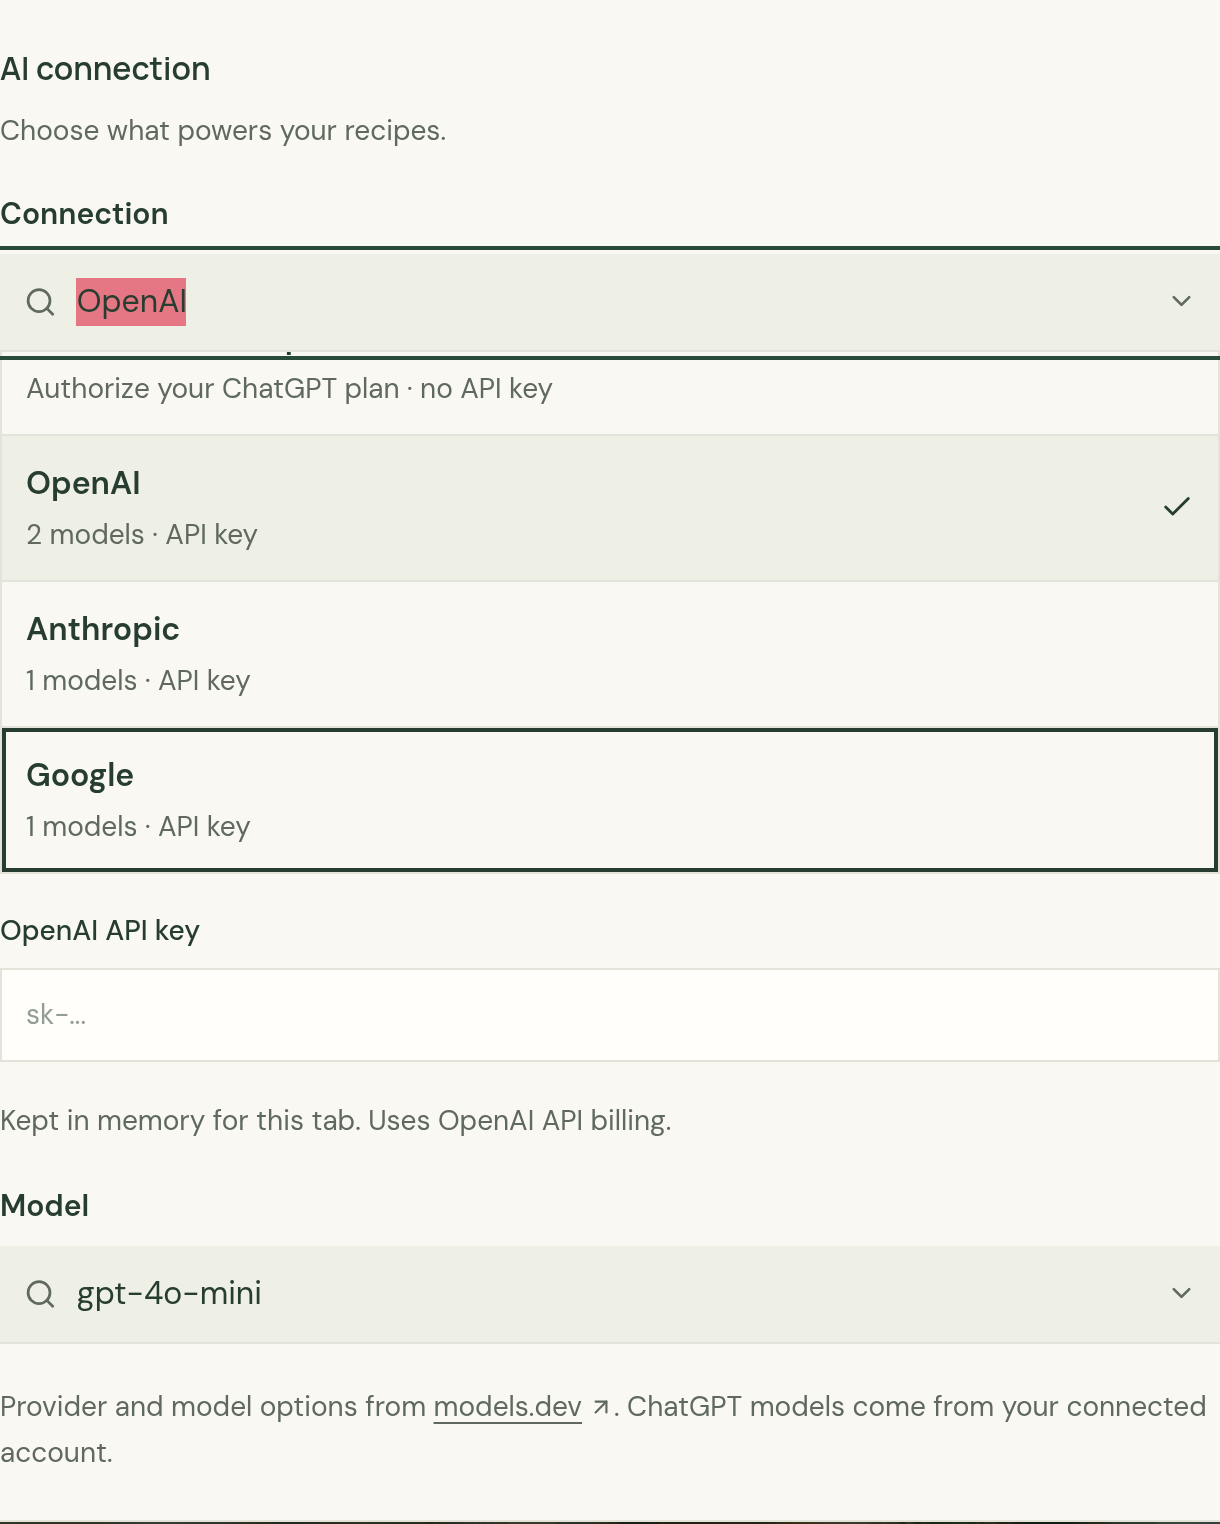 AI connection
Choose what powers your recipes.
Connection
OpenAI
Authorize your ChatGPT plan · no API key
OpenAI
2 models · API key
Anthropic
1 models · API key
Google
1 models · API key
OpenAI API key
sk-...
Kept in memory for this tab. Uses OpenAI API billing.
Model
gpt-4o-mini
Provider and model options from models.dev ↗. ChatGPT models come from your connected
account.